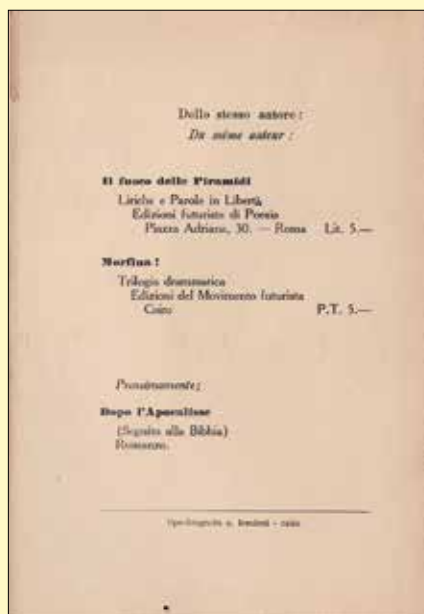 Dello stesso autore :
Du même auteur :
Il fuoco delle Piramidi
Liriche e Parole in Libertà,
Edizioni futuriste di Poesia
Piazza Adriana, 30. — Roma Lit. 5.—
Morfina !
Trilogia drammatica
Edizioni del Movimento futurista
Cairo P.T. 5.—
Prossimamente;
Dopo l'Apocalisse
(Seguito alla Bibbia)
Romanzo.